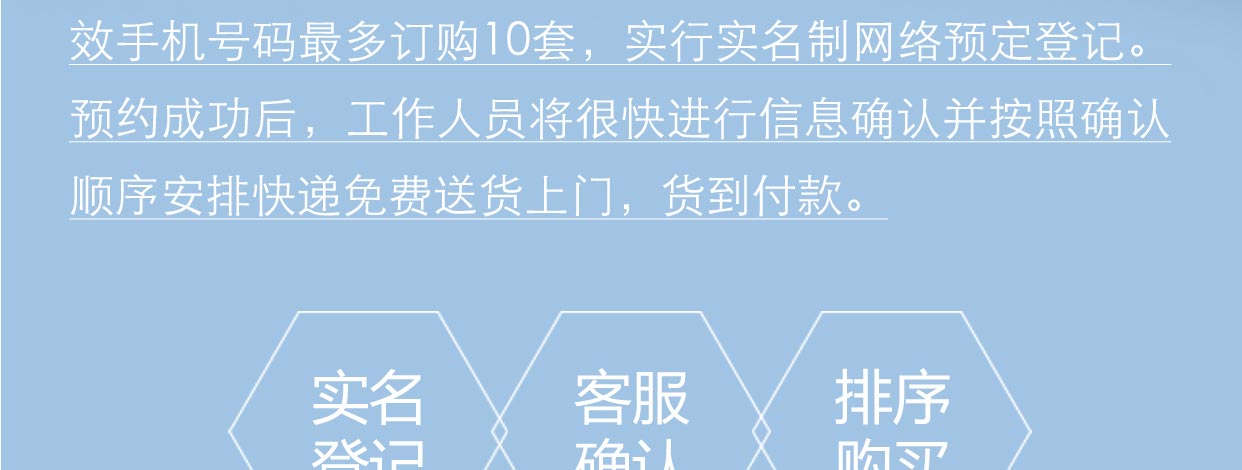 效手机号码最多订购10套，实行实名制网络预定登记。
预约成功后，工作人员将很快进行信息确认并按照确认
顺序安排快递免费送货上门，货到付款。
实名 客服 排序
登记 确认 购买